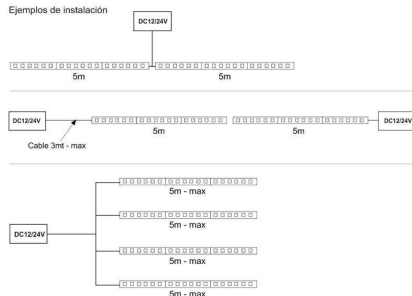 Ejemplos de instalación
DC12/24V
5m 5m
DC12/24V DC12/24V
5m 5m
Cable 3mt - max
5m - max
5m - max
DC12/24V
5m - max
5m - max